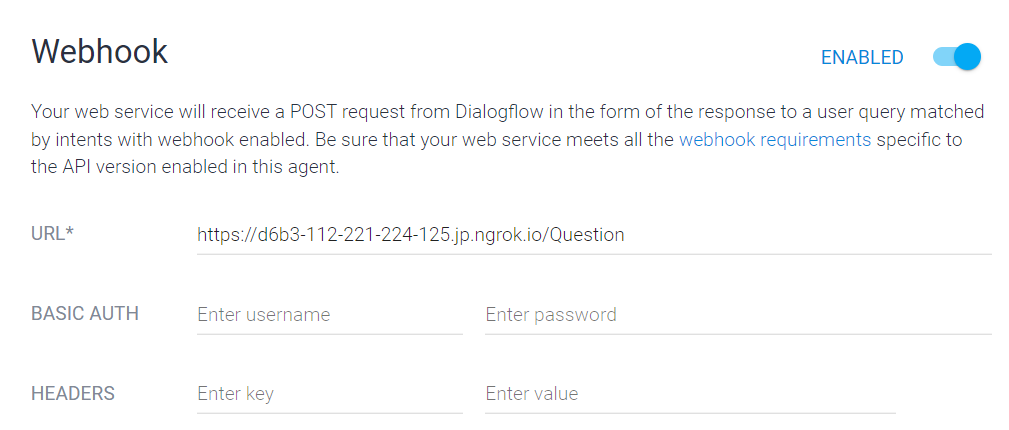 Webhook
ENABLED
Your web service will receive a POST request from Dialogflow in the form of the response to a user query matched
by intents with webhook enabled. Be sure that your web service meets all the webhook requirements specific to
the API version enabled in this agent.
URL*
https://d6b3-112-221-224-125.jp.ngrok.io/Question
BASIC AUTH
Enter username
Enter password
HEADERS
Enter key
Enter value